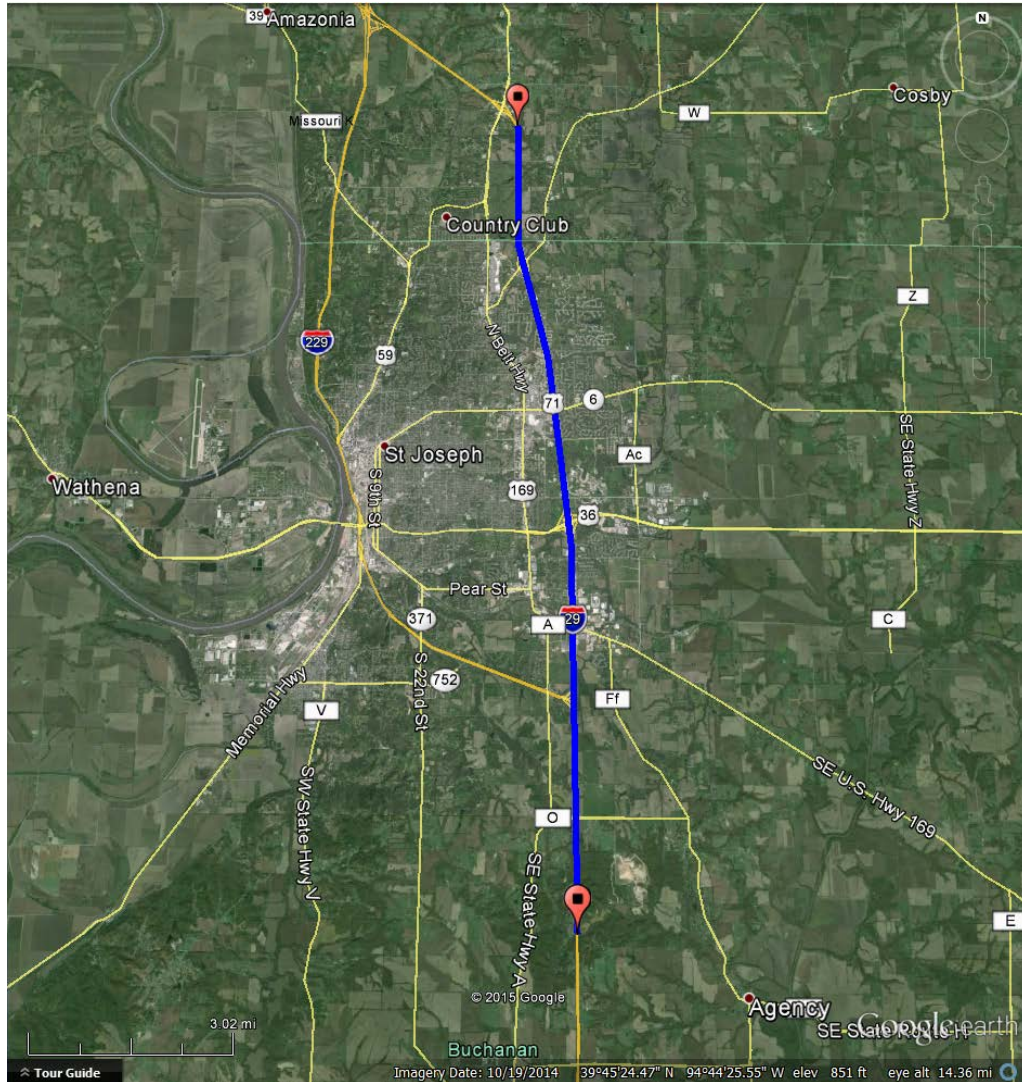 39
Amazonia
N
Cosby
W
Missouri K
Country Club
Z
229
59
N Belt Hwy
71
6
SE State Hwy Z
St Joseph
Ac
Wathena
S 9th St
169
36
Pear St
371
A
29
C
752
S 22nd St
Ff
V
Memorial Hwy
SW State Hwy V
SE U.S. Hwy 169
O
SE State Hwy A
E
© 2015 Google
Agency
Google earth
SE State Route H
3.02 mi
Buchanan
Tour Guide
Imagery Date: 10/19/2014 39°45'24.47" N 94°44'25.55" W elev 851 ft eye alt 14.36 mi